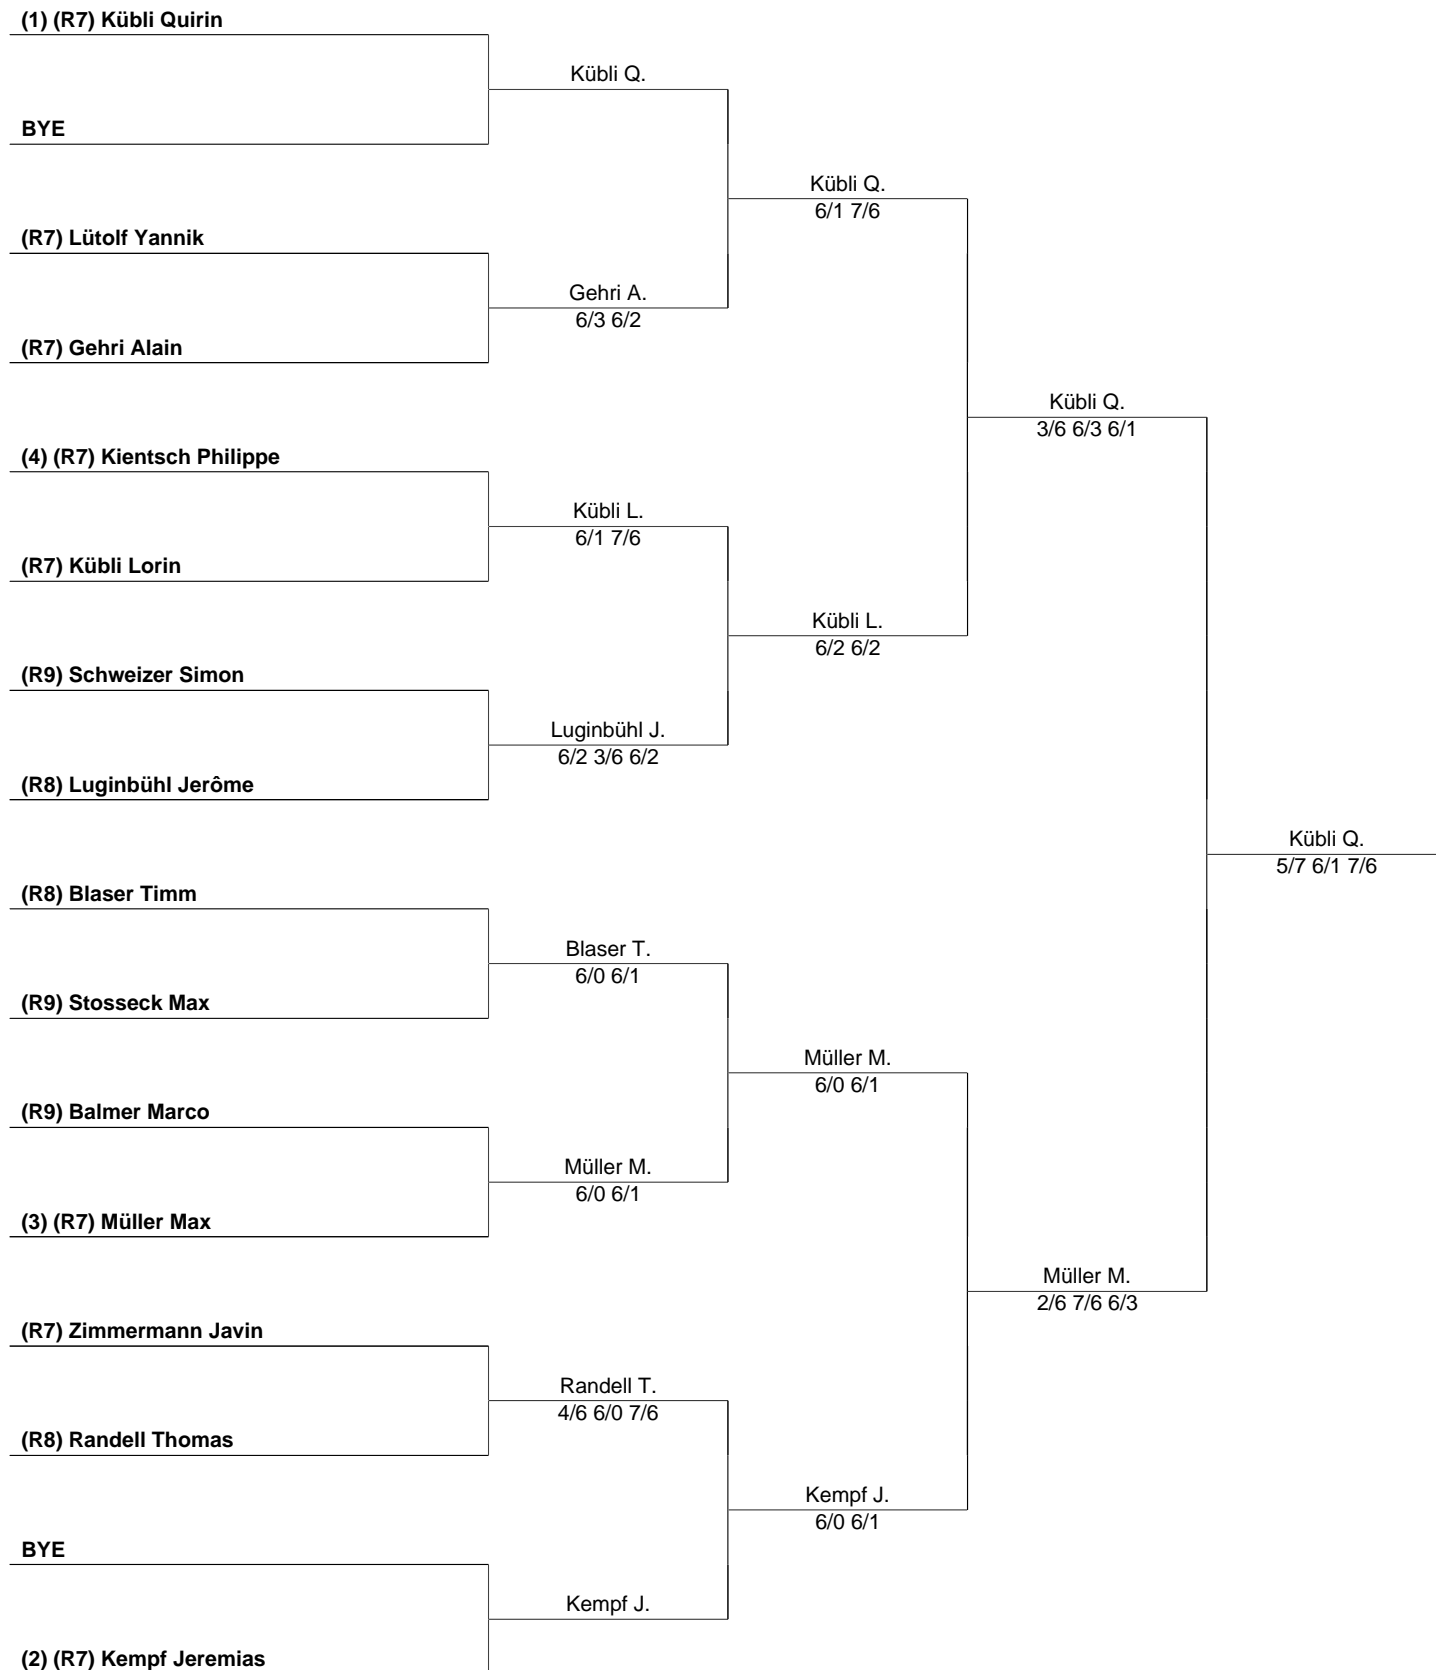 (1) (R7) Kübli Quirin
Kübli Q.
BYE
Kübli Q.
6/1 7/6
(R7) Lütolf Yannik
Gehri A.
6/3 6/2
(R7) Gehri Alain
Kübli Q.
3/6 6/3 6/1
(4) (R7) Kientsch Philippe
Kübli L.
6/1 7/6
(R7) Kübli Lorin
Kübli L.
6/2 6/2
(R9) Schweizer Simon
Luginbühl J.
6/2 3/6 6/2
(R8) Luginbühl Jerôme
Kübli Q.
5/7 6/1 7/6
(R8) Blaser Timm
Blaser T.
6/0 6/1
(R9) Stosseck Max
Müller M.
6/0 6/1
(R9) Balmer Marco
Müller M.
6/0 6/1
(3) (R7) Müller Max
Müller M.
2/6 7/6 6/3
(R7) Zimmermann Javin
Randell T.
4/6 6/0 7/6
(R8) Randell Thomas
Kempf J.
6/0 6/1
BYE
Kempf J.
(2) (R7) Kempf Jeremias